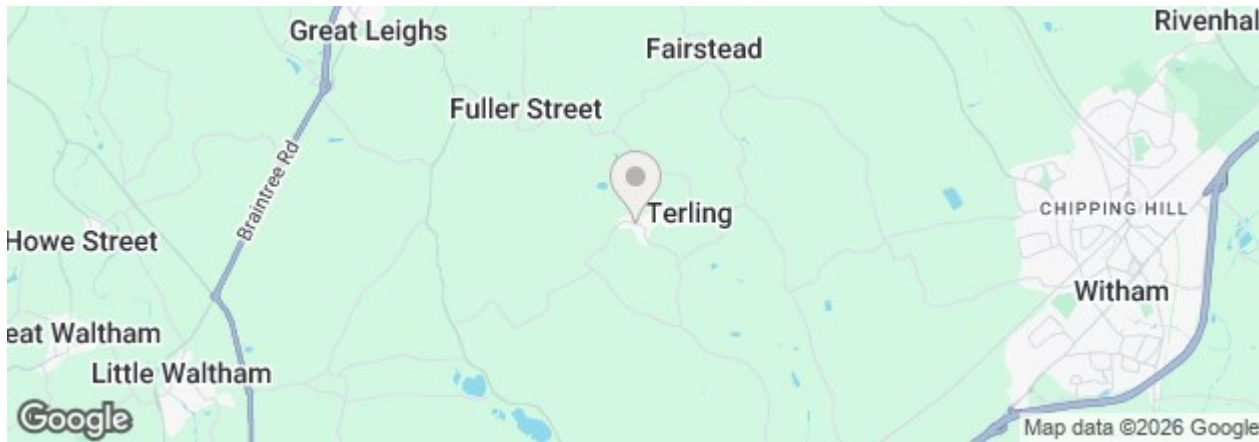 Great Leighs
Fairstead
Rivenhal
Fuller Street
Braintree Rd
Terling
CHIPPING HILL
Howe Street
Witham
eat Waltham
Little Waltham
Google
Map data ©2026 Google